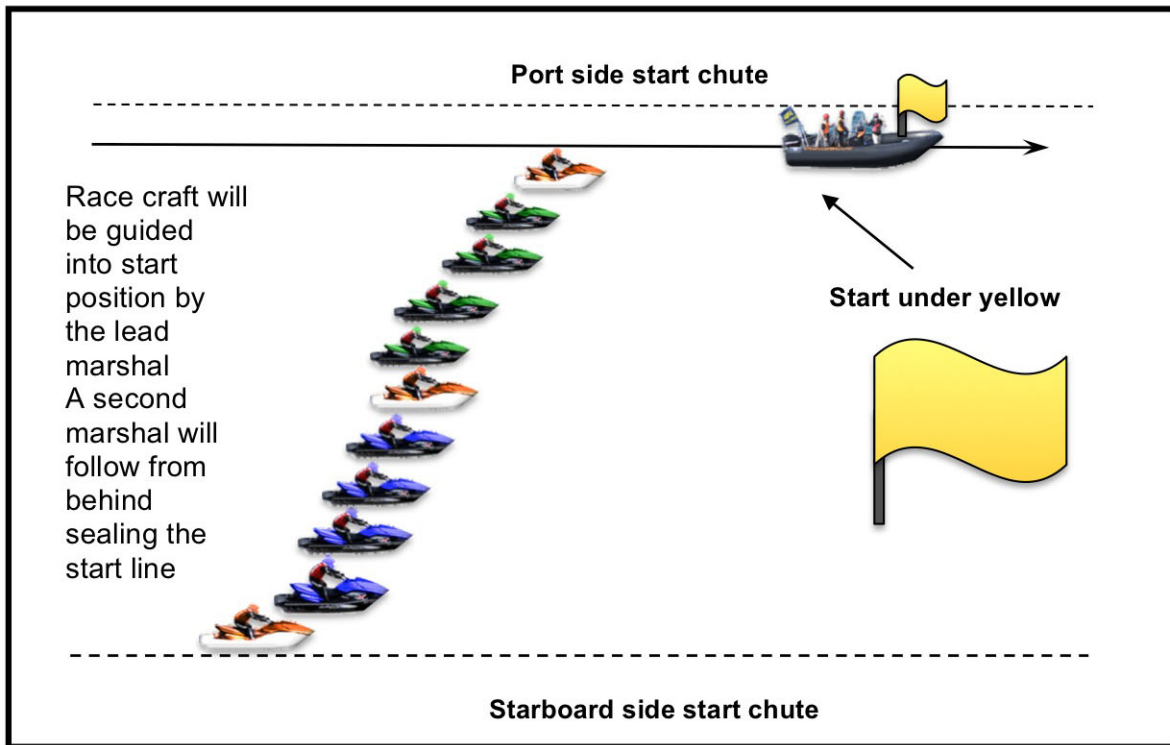 Port side start chute
Race craft will
be guided
into start
position by
the lead
marshal
A second
marshal will
follow from
behind
sealing the
start line
Start under yellow
Starboard side start chute